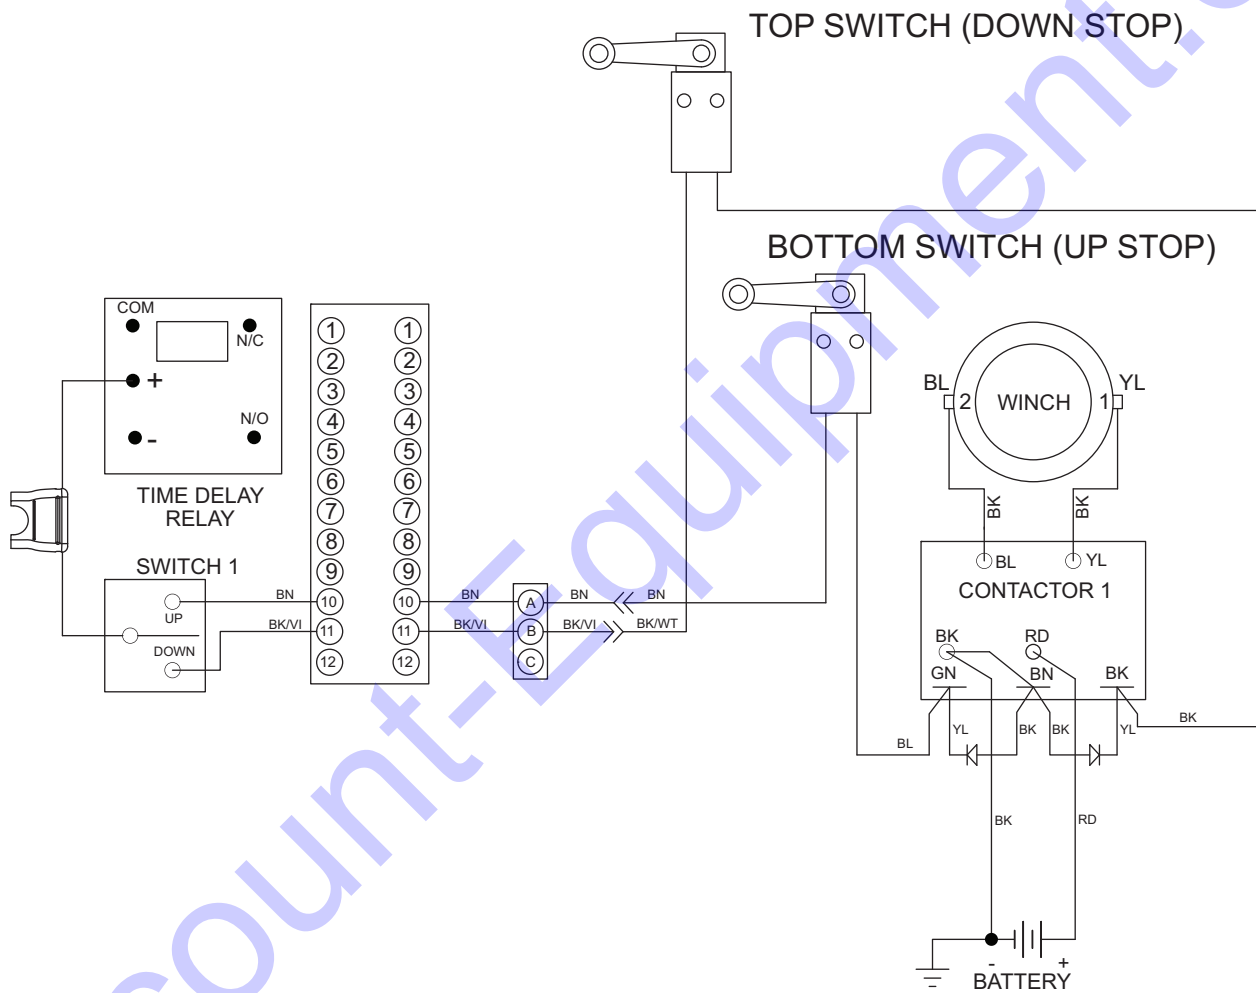 TOP SWITCH (DOWN STOP)
BOTTOM SWITCH (UP STOP)
COM
N/C
+
N/O
-
TIME DELAY
RELAY
1 1
2 2
3 3
4 4
5 5
6 6
7 7
8 8
9 9
10 10
11 11
12 12
SWITCH 1
UP
DOWN
BN
BK/VI
BN
BK/VI
A
B
C
BN
BN
BK/VI
BK/WT
BL
YL
2
WINCH
1
BK
BK
BL
YL
CONTACTOR 1
BK
RD
GN
BN
BK
BL
YL
BK
BK
YL
BK
BK
RD
-
+
BATTERY
count-Equipment.